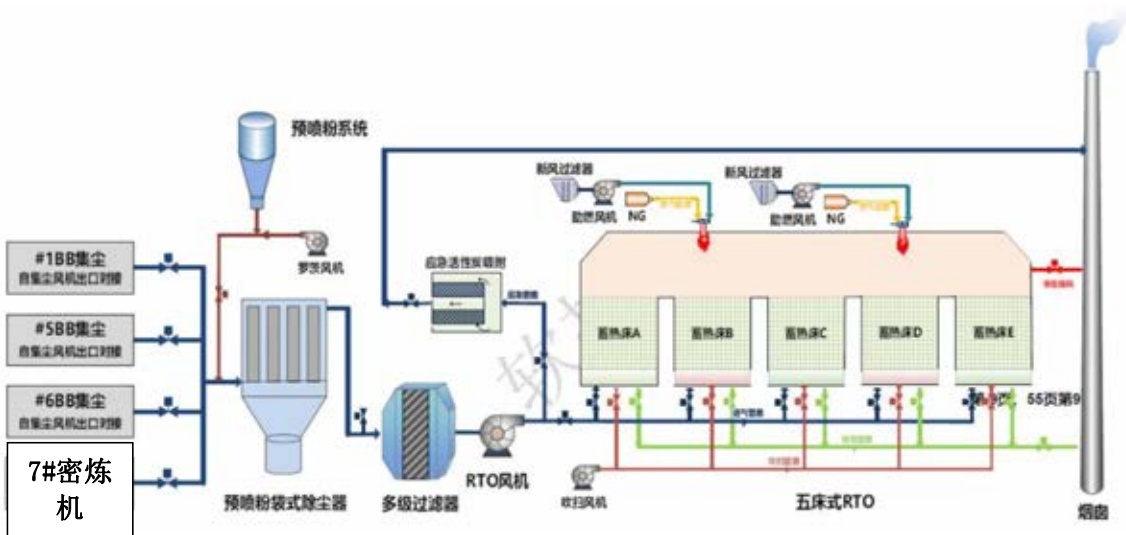 预喷粉系统
新风过滤器
新风过滤器
助燃风机
NG
助燃风机
NG
#1BB集尘
自集尘风机出口对接
罗茨风机
应急活性炭吸附
#5BB集尘
自集尘风机出口对接
蓄热床A
蓄热床B
蓄热床C
蓄热床D
蓄热床E
#6BB集尘
自集尘风机出口对接
55页第9
7#密炼
机
RTO风机
吹扫风机
预喷粉袋式除尘器
多级过滤器
五床式RTO
烟囱